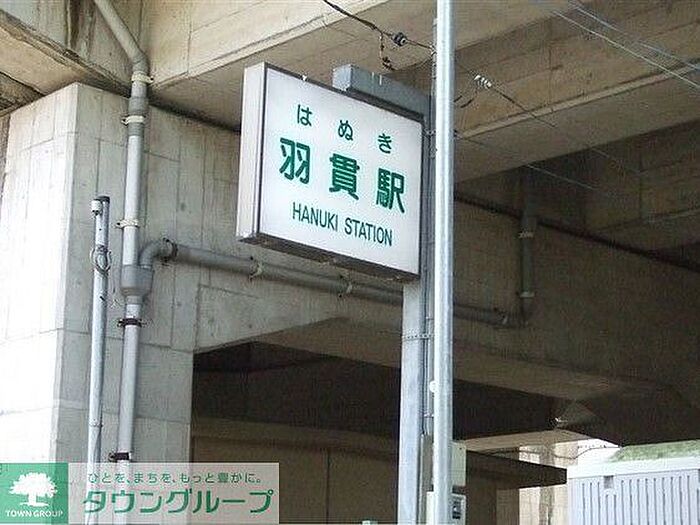 はぬき
羽貫駅
HANUKI STATION
ひとを、まちを、もっと豊かに。
タウングループ
TOWN GROUP